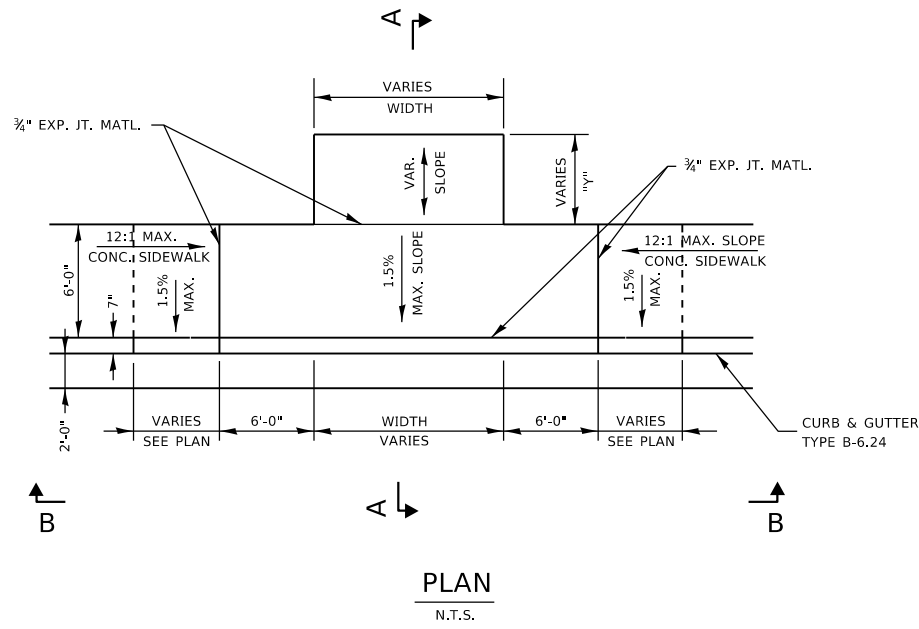 A
VARIES
WIDTH
¾" EXP. JT. MATL.
VAR.
SLOPE
VARIES
"Y"
¾" EXP. JT. MATL.
12:1 MAX.
CONC. SIDEWALK
12:1 MAX. SLOPE
CONC. SIDEWALK
6'-0"
7"
1.5%
MAX.
1.5%
MAX. SLOPE
1.5%
MAX.
2'-0"
VARIES
SEE PLAN
6'-0"
WIDTH
VARIES
6'-0"
VARIES
SEE PLAN
CURB & GUTTER
TYPE B-6.24
B
A
B
PLAN
N.T.S.